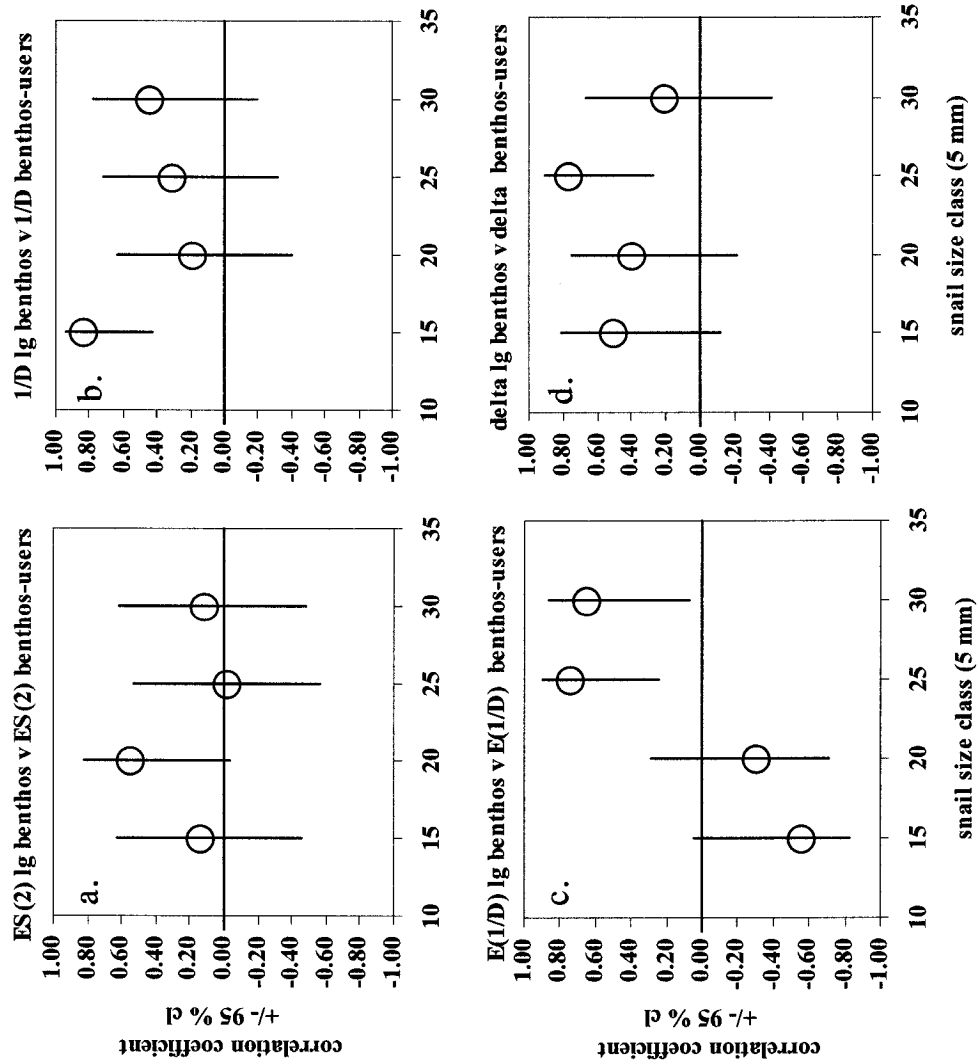 ES(2) lg benthos v ES(2) benthos-users
a.
1.00
0.80
0.60
0.40
0.20
0.00
-0.20
-0.40
-0.60
-0.80
-1.00
10 15 20 25 30 35
correlation coefficient
+/- 95 % cl
1/D lg benthos v 1/D benthos-users
b.
1.00
0.80
0.60
0.40
0.20
0.00
-0.20
-0.40
-0.60
-0.80
-1.00
10 15 20 25 30 35
E(1/D) lg benthos v E(1/D) benthos-users
c.
1.00
0.80
0.60
0.40
0.20
0.00
-0.20
-0.40
-0.60
-0.80
-1.00
10 15 20 25 30 35
correlation coefficient
+/- 95 % cl
snail size class (5 mm)
delta lg benthos v delta benthos-users
d.
1.00
0.80
0.60
0.40
0.20
0.00
-0.20
-0.40
-0.60
-0.80
-1.00
10 15 20 25 30 35
snail size class (5 mm)